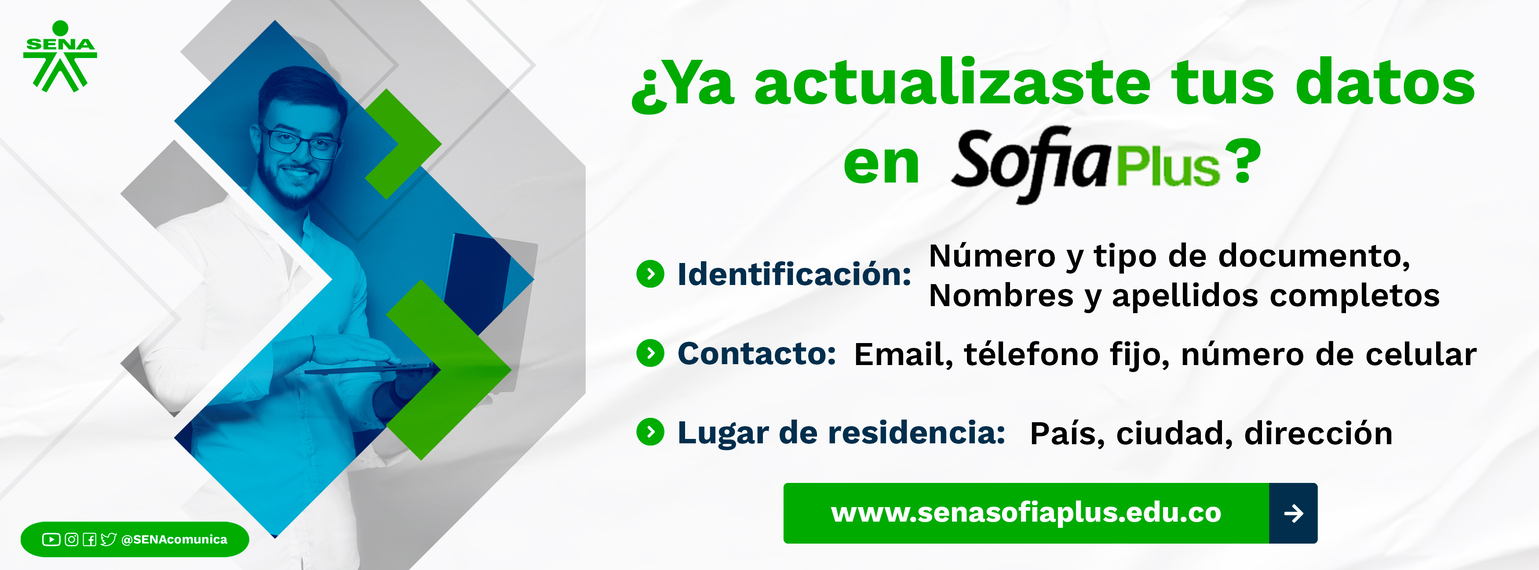 SENA
¿Ya actualizaste tus datos
en SofiaPlus?
Identificación: Número y tipo de documento,
Nombres y apellidos completos
Contacto: Email, télefono fijo, número de celular
Lugar de residencia: País, ciudad, dirección
www.senasofiaplus.edu.co
@SENAcomunica